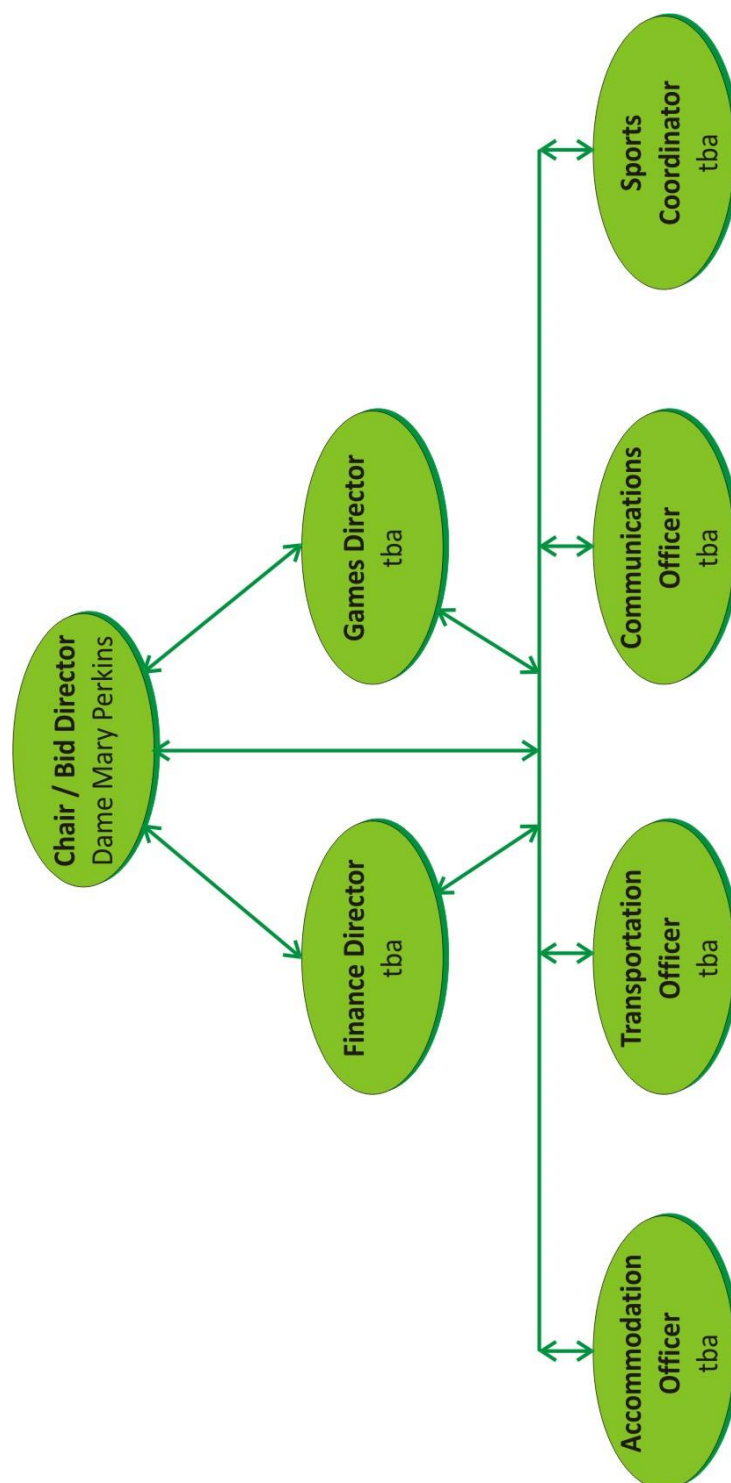 Chair / Bid Director
Dame Mary Perkins
Finance Director
tba
Games Director
tba
Accommodation
Officer
tba
Transportation
Officer
tba
Communications
Officer
tba
Sports
Coordinator
tba